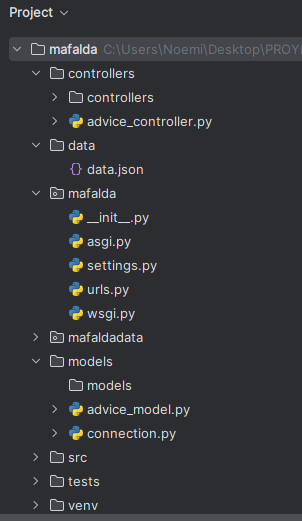 Project
mafalda C:\Users\Noemi\Desktop\PROYE
controllers
controllers
advice_controller.py
data
data.json
mafalda
__init__.py
asgi.py
settings.py
urls.py
wsgi.py
mafaldadata
models
models
advice_model.py
connection.py
src
tests
venv